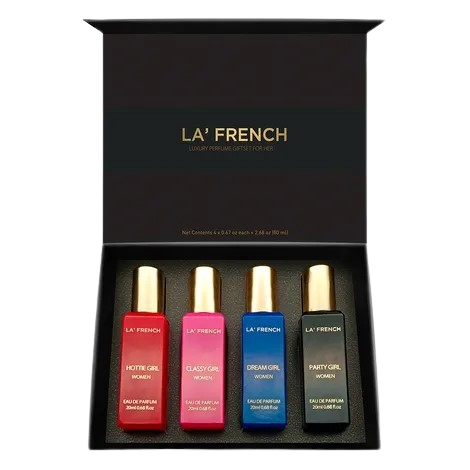 LA' FRENCH
LUXURY PERFUME GIFTSET FOR HER
Net Contents 4 x 0.67 oz each = 2.68 oz (80 ml)
LA' FRENCH
HOTTIE GIRL
WOMEN
EAU DE PARFUM
20ml 0.68 fl.oz
LA' FRENCH
CLASSY GIRL
WOMEN
EAU DE PARFUM
20ml 0.68 fl.oz
LA' FRENCH
DREAM GIRL
WOMEN
EAU DE PARFUM
20ml 0.68 fl.oz
LA' FRENCH
PARTY GIRL
WOMEN
EAU DE PARFUM
20ml 0.68 fl.oz